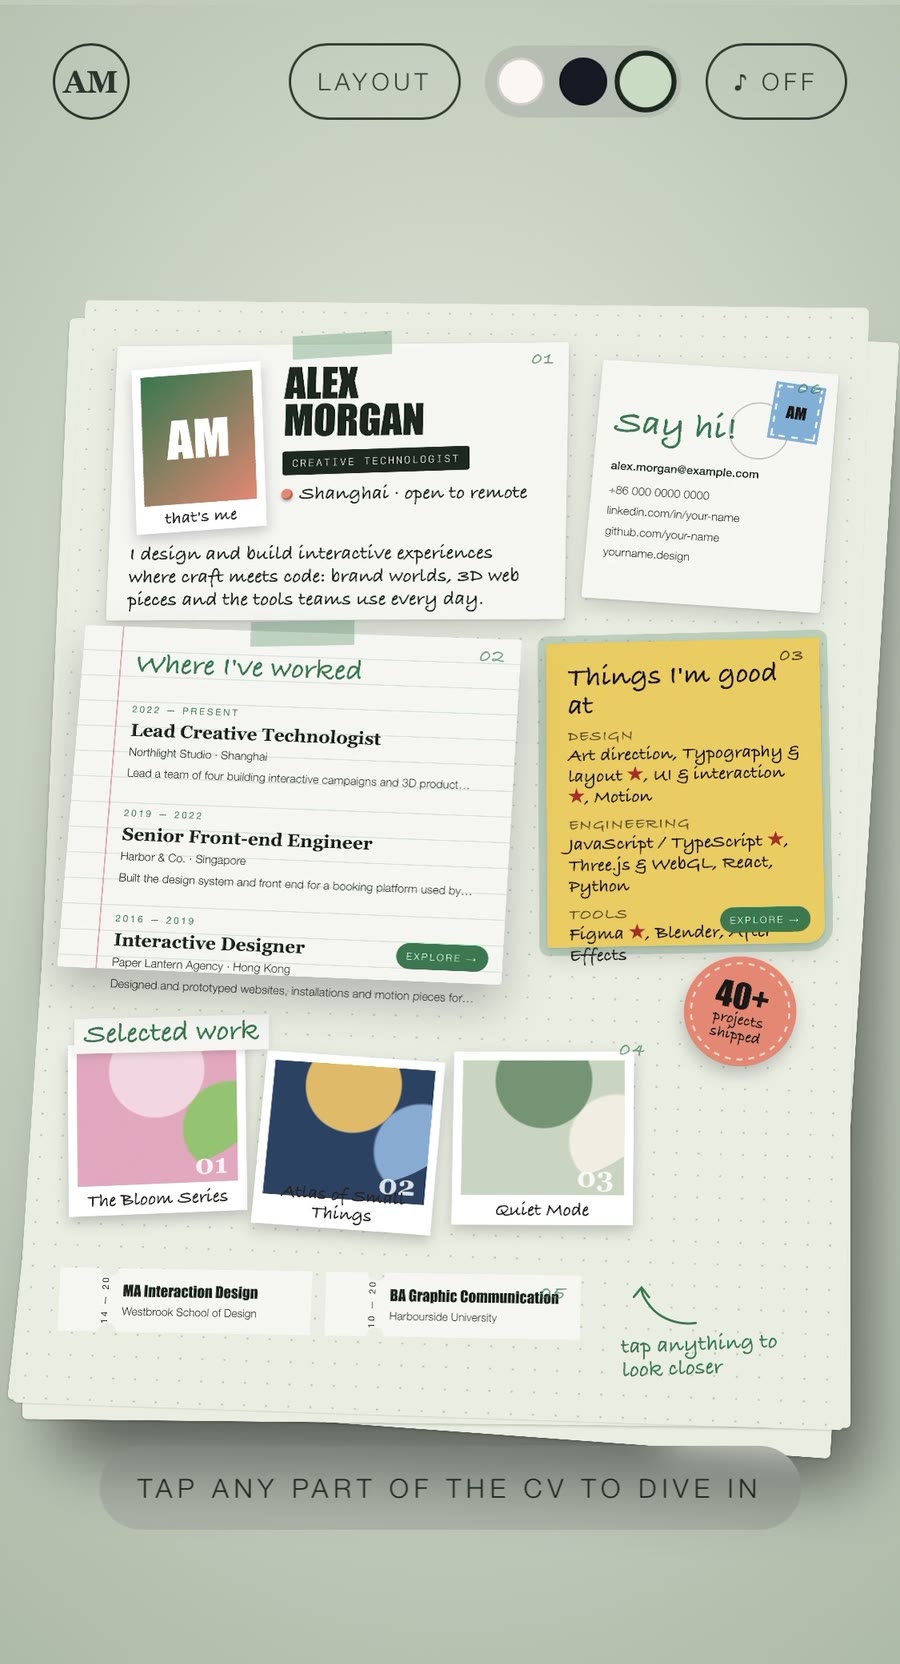 AM
LAYOUT
♪ OFF
01
AM
that's me
ALEX
MORGAN
CREATIVE TECHNOLOGIST
Shanghai · open to remote
I design and build interactive experiences
where craft meets code: brand worlds, 3D web
pieces and the tools teams use every day.
06
AM
Say hi!
alex.morgan@example.com
+86 000 0000 0000
linkedin.com/in/your-name
github.com/your-name
yourname.design
02
Where I've worked
2022 — PRESENT
Lead Creative Technologist
Northlight Studio · Shanghai
Lead a team of four building interactive campaigns and 3D product…
2019 — 2022
Senior Front-end Engineer
Harbor & Co. · Singapore
Built the design system and front end for a booking platform used by…
2016 — 2019
Interactive Designer
Paper Lantern Agency · Hong Kong
Designed and prototyped websites, installations and motion pieces for…
EXPLORE →
03
Things I'm good
at
DESIGN
Art direction, Typography &
layout ★, UI & interaction
★, Motion
ENGINEERING
JavaScript / TypeScript ★,
Three.js & WebGL, React,
Python
TOOLS
Figma ★, Blender, After
Effects
EXPLORE →
40+
projects
shipped
Selected work
04
01
The Bloom Series
02
Atlas of Small
Things
03
Quiet Mode
14 — 20
MA Interaction Design
Westbrook School of Design
10 — 20
BA Graphic Communication
Harbourside University
05
tap anything to
look closer
TAP ANY PART OF THE CV TO DIVE IN